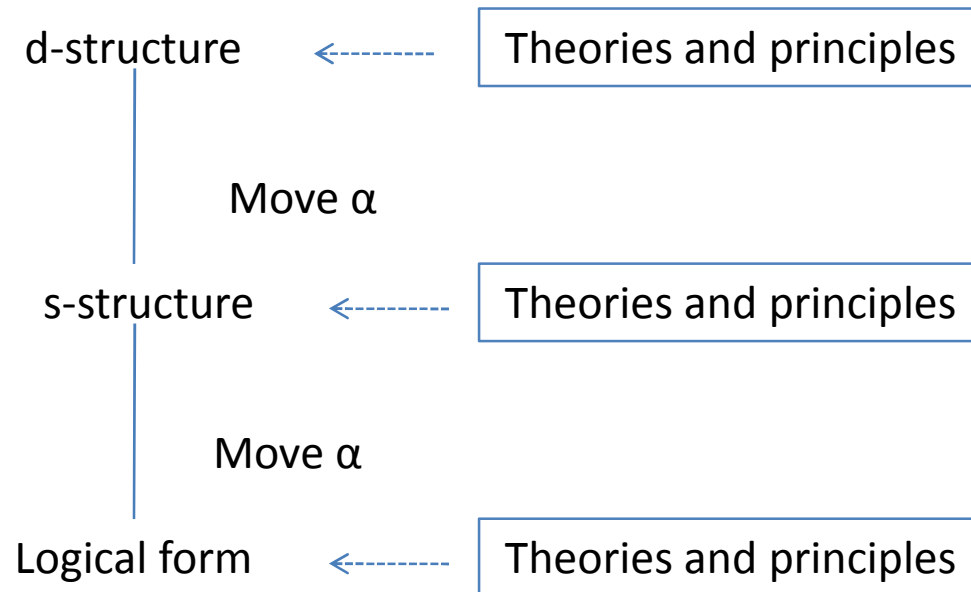 d-structure
Theories and principles
Move α
s-structure
Theories and principles
Move α
Logical form
Theories and principles